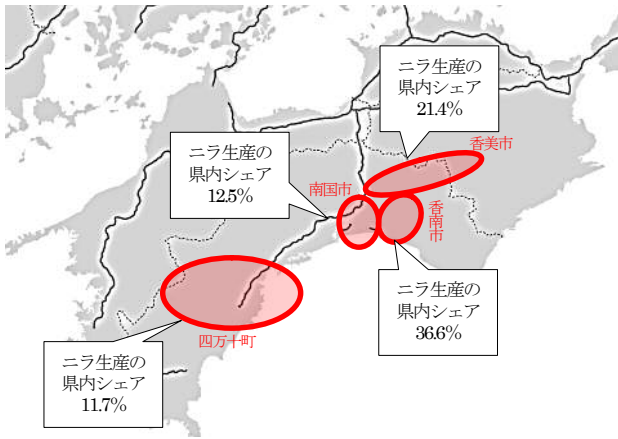 ニラ生産の
県内シェア
21.4%
香美市
ニラ生産の
県内シェア
12.5%
南国市
香南市
ニラ生産の
県内シェア
36.6%
四万十町
ニラ生産の
県内シェア
11.7%